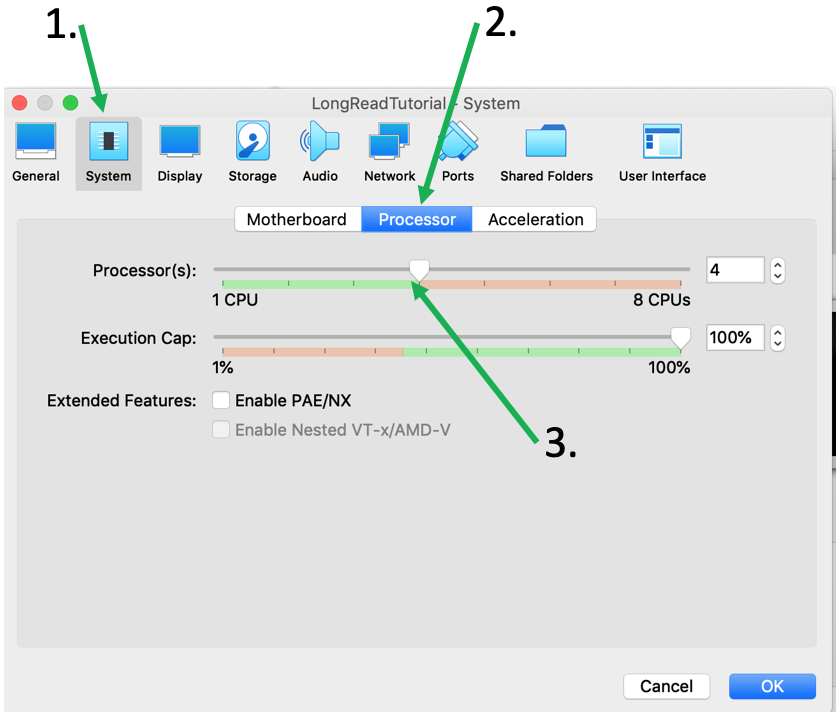 1. 2.
LongReadTutorial - System
General System Display Storage Audio Network Ports Shared Folders User Interface
Motherboard Processor Acceleration
Processor(s): 4
1 CPU 8 CPUs
Execution Cap: 100%
1% 100%
Extended Features: Enable PAE/NX
Enable Nested VT-x/AMD-V
3.
Cancel OK